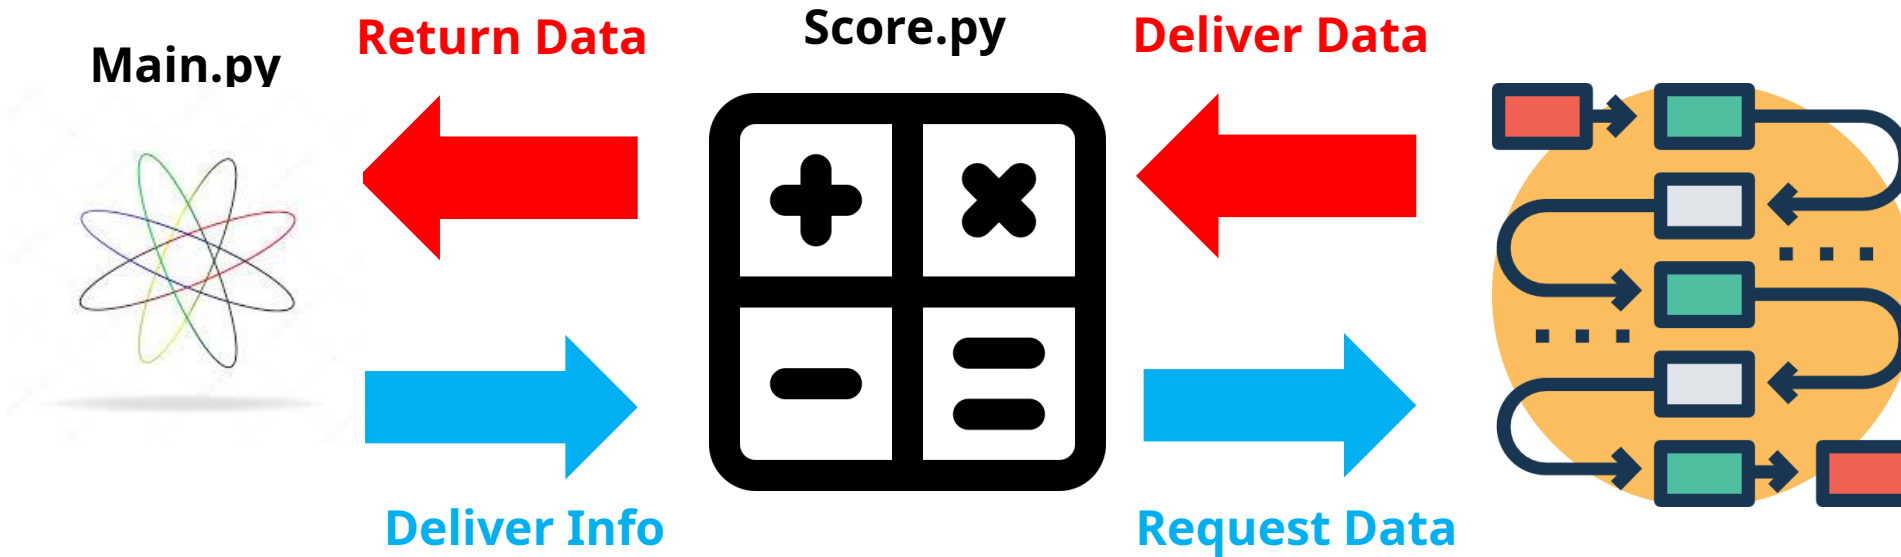 Main.py
Return Data
Score.py
Deliver Data
Deliver Info
Request Data